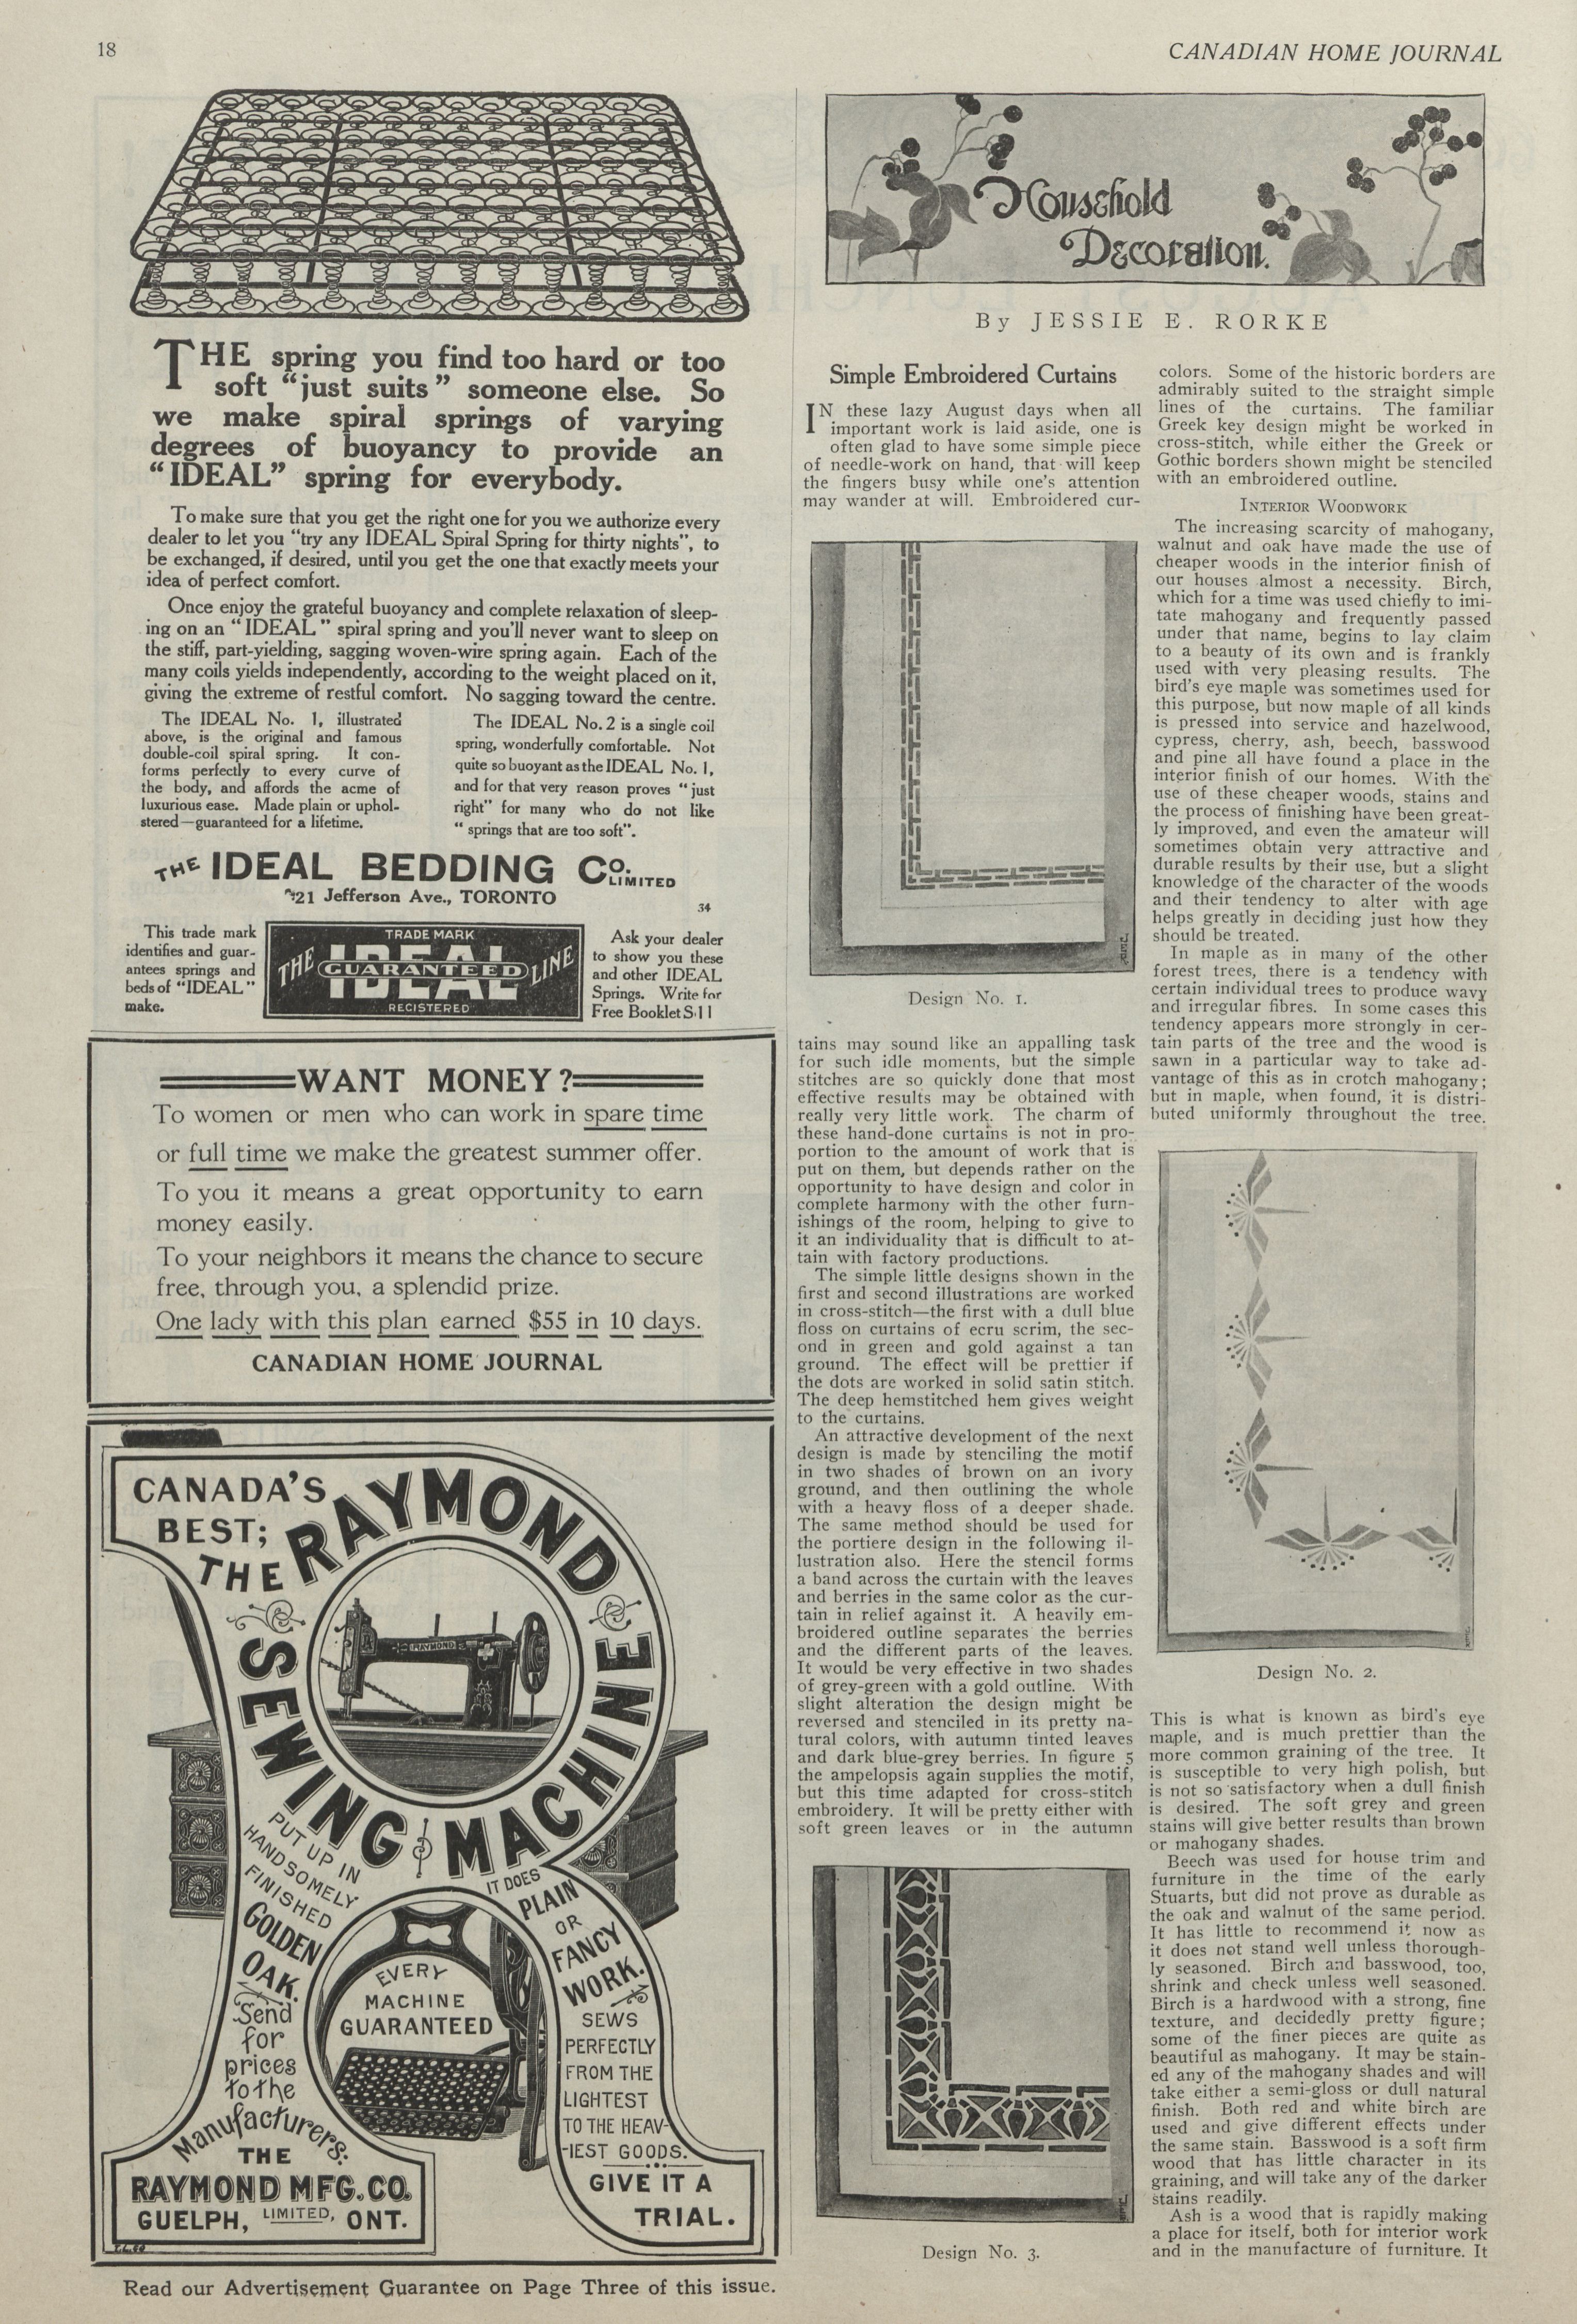 18
CANADIAN HOME JOURNAL
THE spring you find too hard or too
soft “just suits” someone else. So
we make spiral springs of varying
degrees of buoyancy to provide an
“IDEAL” spring for everybody.
To make sure that you get the right one for you we authorize every
dealer to let you “try any IDEAL Spiral Spring for thirty nights”, to
be exchanged, if desired, until you get the one that exactly meets your
idea of perfect comfort.
Once enjoy the grateful buoyancy and complete relaxation of sleep-
ing on an “IDEAL” spiral spring and you'll never want to sleep on
the stiff, part-yielding, sagging woven-wire spring again. Each of the
many coils yields independently, according to the weight placed on it,
giving the extreme of restful comfort. No sagging toward the centre.
The IDEAL No. 1, illustrated
above, is the original and famous
double-coil spiral spring. It con-
forms perfectly to every curve of
the body, and affords the acme of
luxurious ease. Made plain or uphol-
stered—guaranteed for a lifetime.
The IDEAL No. 2 is a single coil
spring, wonderfully comfortable. Not
quite so buoyant as the IDEAL No. 1,
and for that very reason proves “just
right” for many who do not like
“springs that are too soft”.
THE IDEAL BEDDING CO. LIMITED
21 Jefferson Ave., TORONTO
34
This trade mark
identifies and guar-
antees springs and
beds of “IDEAL”
make.
TRADE MARK
THE IDEAL LINE
GUARANTEED
REGISTERED
Ask your dealer
to show you these
and other IDEAL
Springs. Write for
Free Booklet S 11
WANT MONEY?
To women or men who can work in spare time
or full time we make the greatest summer offer.
To you it means a great opportunity to earn
money easily.
To your neighbors it means the chance to secure
free, through you, a splendid prize.
One lady with this plan earned $55 in 10 days.
CANADIAN HOME JOURNAL
CANADA'S
BEST;
THE RAYMOND
SEWING MACHINE
RAYMOND
PUT UP IN
HANDSOMELY
FINISHED
GOLDEN
OAK.
Send
for
prices
to the
Manufacturers:
THE
RAYMOND MFG. CO.
GUELPH, LIMITED, ONT.
EVERY
MACHINE
GUARANTEED
IT DOES
PLAIN
OR
FANCY
WORK.
SEWS
PERFECTLY
FROM THE
LIGHTEST
TO THE HEAV-
-IEST GOODS.
GIVE IT A
TRIAL.
Read our Advertisement Guarantee on Page Three of this issue.
Household
Decoration.
By JESSIE E. RORKE
Simple Embroidered Curtains
IN these lazy August days when all
important work is laid aside, one is
often glad to have some simple piece
of needle-work on hand, that will keep
the fingers busy while one's attention
may wander at will. Embroidered cur-
Design No. 1.
tains may sound like an appalling task
for such idle moments, but the simple
stitches are so quickly done that most
effective results may be obtained with
really very little work. The charm of
these hand-done curtains is not in pro-
portion to the amount of work that is
put on them, but depends rather on the
opportunity to have design and color in
complete harmony with the other furn-
ishings of the room, helping to give to
it an individuality that is difficult to at-
tain with factory productions.
The simple little designs shown in the
first and second illustrations are worked
in cross-stitch—the first with a dull blue
floss on curtains of ecru scrim, the sec-
ond in green and gold against a tan
ground. The effect will be prettier if
the dots are worked in solid satin stitch.
The deep hemstitched hem gives weight
to the curtains.
An attractive development of the next
design is made by stenciling the motif
in two shades of brown on an ivory
ground, and then outlining the whole
with a heavy floss of a deeper shade.
The same method should be used for
the portiere design in the following il-
lustration also. Here the stencil forms
a band across the curtain with the leaves
and berries in the same color as the cur-
tain in relief against it. A heavily em-
broidered outline separates the berries
and the different parts of the leaves.
It would be very effective in two shades
of grey-green with a gold outline. With
slight alteration the design might be
reversed and stenciled in its pretty na-
tural colors, with autumn tinted leaves
and dark blue-grey berries. In figure 5
the ampelopsis again supplies the motif,
but this time adapted for cross-stitch
embroidery. It will be pretty either with
soft green leaves or in the autumn
Design No. 3.
colors. Some of the historic borders are
admirably suited to the straight simple
lines of the curtains. The familiar
Greek key design might be worked in
cross-stitch, while either the Greek or
Gothic borders shown might be stenciled
with an embroidered outline.
INTERIOR WOODWORK
The increasing scarcity of mahogany,
walnut and oak have made the use of
cheaper woods in the interior finish of
our houses almost a necessity. Birch,
which for a time was used chiefly to imi-
tate mahogany and frequently passed
under that name, begins to lay claim
to a beauty of its own and is frankly
used with very pleasing results. The
bird's eye maple was sometimes used for
this purpose, but now maple of all kinds
is pressed into service and hazelwood,
cypress, cherry, ash, beech, basswood
and pine all have found a place in the
interior finish of our homes. With the
use of these cheaper woods, stains and
the process of finishing have been great-
ly improved, and even the amateur will
sometimes obtain very attractive and
durable results by their use, but a slight
knowledge of the character of the woods
and their tendency to alter with age
helps greatly in deciding just how they
should be treated.
In maple as in many of the other
forest trees, there is a tendency with
certain individual trees to produce wavy
and irregular fibres. In some cases this
tendency appears more strongly in cer-
tain parts of the tree and the wood is
sawn in a particular way to take ad-
vantage of this as in crotch mahogany;
but in maple, when found, it is distri-
buted uniformly throughout the tree.
Design No. 2.
This is what is known as bird's eye
maple, and is much prettier than the
more common graining of the tree. It
is susceptible to very high polish, but
is not so satisfactory when a dull finish
is desired. The soft grey and green
stains will give better results than brown
or mahogany shades.
Beech was used for house trim and
furniture in the time of the early
Stuarts, but did not prove as durable as
the oak and walnut of the same period.
It has little to recommend it now as
it does not stand well unless thorough-
ly seasoned. Birch and basswood, too,
shrink and check unless well seasoned.
Birch is a hardwood with a strong, fine
texture, and decidedly pretty figure;
some of the finer pieces are quite as
beautiful as mahogany. It may be stain-
ed any of the mahogany shades and will
take either a semi-gloss or dull natural
finish. Both red and white birch are
used and give different effects under
the same stain. Basswood is a soft firm
wood that has little character in its
graining, and will take any of the darker
stains readily.
Ash is a wood that is rapidly making
a place for itself, both for interior work
and in the manufacture of furniture. It